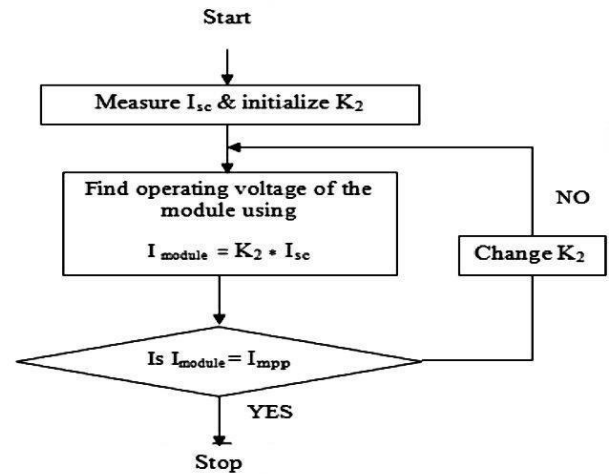 Start
Measure I_sc & initialize K_2
Find operating voltage of the
module using
I_module = K_2 * I_sc
NO
Change K_2
Is I_module = I_mpp
YES
Stop